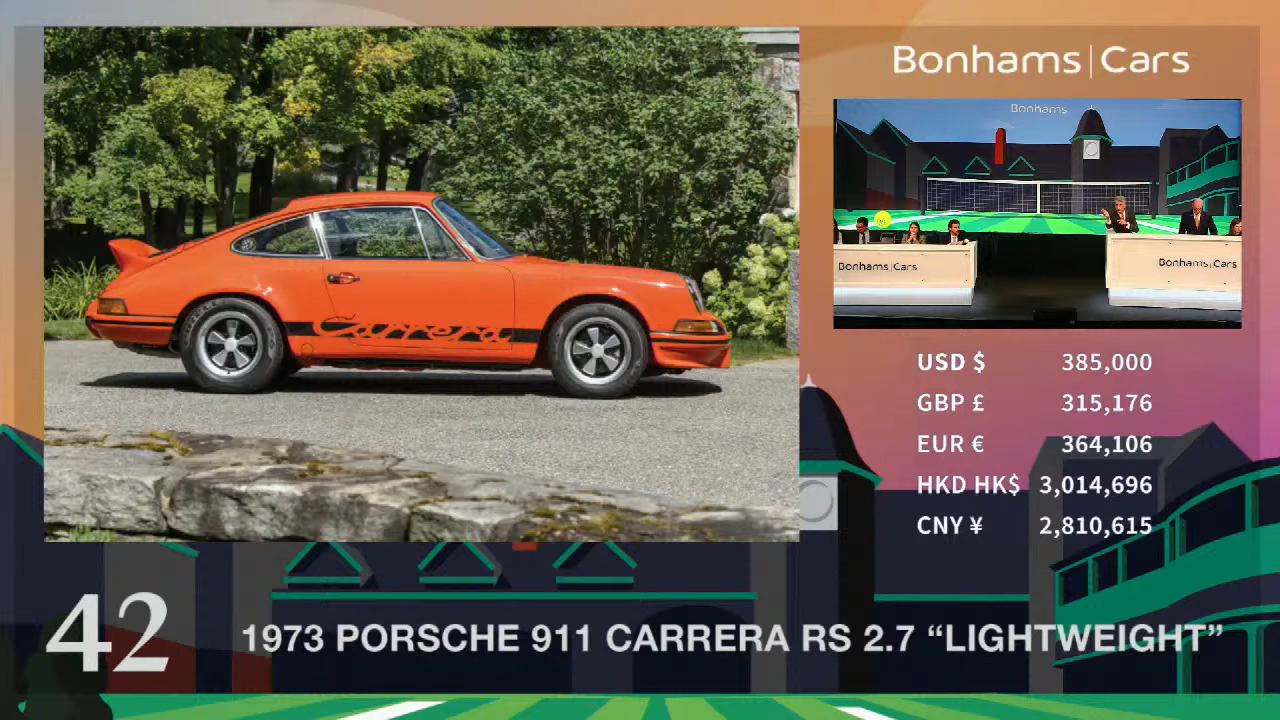 Bonhams|Cars
Bonhams
Bonhams|Cars
Bonhams|Cars
Carrera
USD $ 385,000
GBP £ 315,176
EUR € 364,106
HKD HK$ 3,014,696
CNY ¥ 2,810,615
42
1973 PORSCHE 911 CARRERA RS 2.7 “LIGHTWEIGHT”